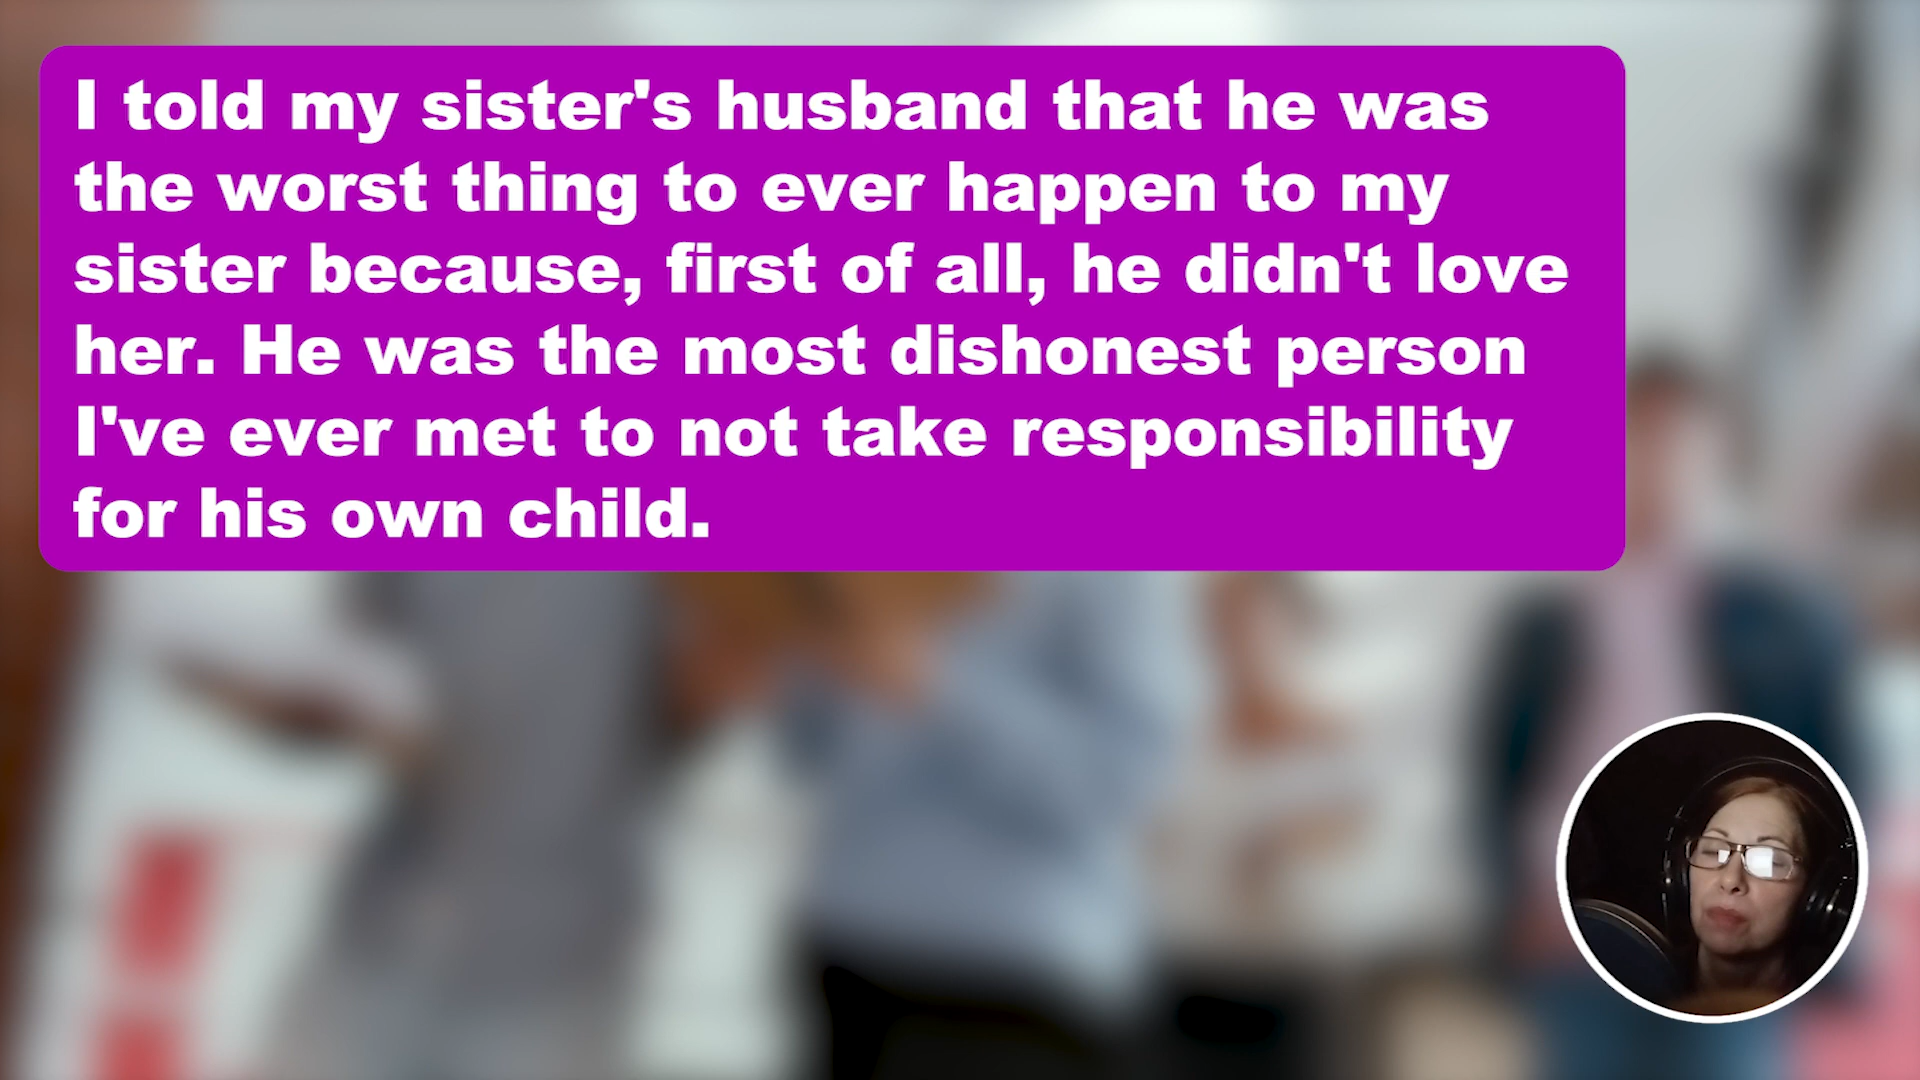 I told my sister's husband that he was
the worst thing to ever happen to my
sister because, first of all, he didn't love
her. He was the most dishonest person
I've ever met to not take responsibility
for his own child.